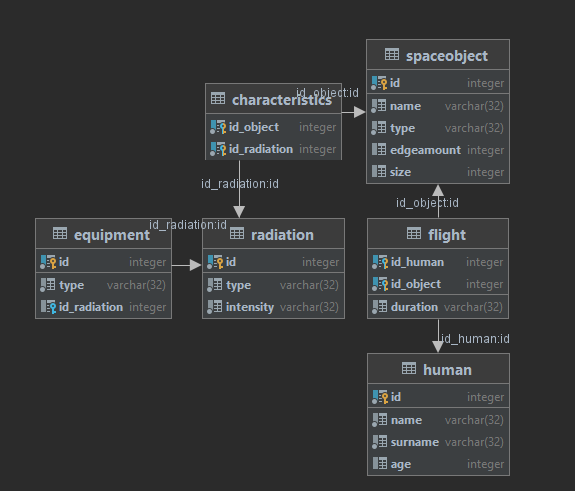 spaceobject
id integer
name varchar(32)
type varchar(32)
edgeamount integer
size integer
id_object:id
characteristics
id_object integer
id_radiation integer
id_radiation:id
id_object:id
id_radiation:id
equipment
id integer
type varchar(32)
id_radiation integer
radiation
id integer
type varchar(32)
intensity varchar(32)
flight
id_human integer
id_object integer
duration varchar(32)
id_human:id
human
id integer
name varchar(32)
surname varchar(32)
age integer